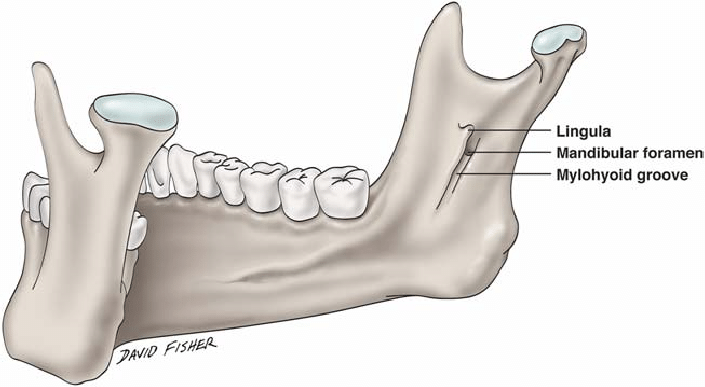 Lingula
Mandibular foramen
Mylohyoid groove
DAVID FISHER